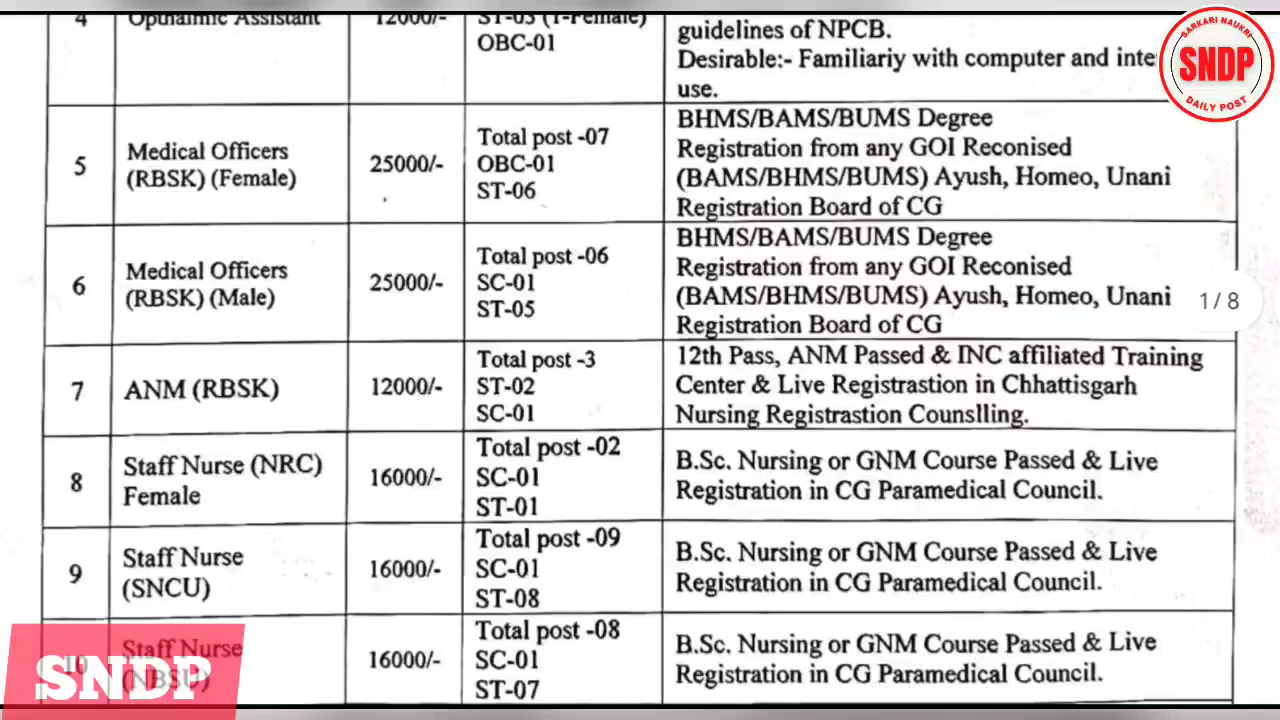 4
Opthalmic Assistant
12000/-
ST-03 (1-Female)
OBC-01
guidelines of NPCB.
Desirable:- Familiariy with computer and inte
use.
5
Medical Officers
(RBSK) (Female)
25000/-
Total post -07
OBC-01
ST-06
BHMS/BAMS/BUMS Degree
Registration from any GOI Reconised
(BAMS/BHMS/BUMS) Ayush, Homeo, Unani
Registration Board of CG
6
Medical Officers
(RBSK) (Male)
25000/-
Total post -06
SC-01
ST-05
BHMS/BAMS/BUMS Degree
Registration from any GOI Reconised
(BAMS/BHMS/BUMS) Ayush, Homeo, Unani
Registration Board of CG
7
ANM (RBSK)
12000/-
Total post -3
ST-02
SC-01
12th Pass, ANM Passed & INC affiliated Training
Center & Live Registrastion in Chhattisgarh
Nursing Registrastion Counslling.
8
Staff Nurse (NRC)
Female
16000/-
Total post -02
SC-01
ST-01
B.Sc. Nursing or GNM Course Passed & Live
Registration in CG Paramedical Council.
9
Staff Nurse
(SNCU)
16000/-
Total post -09
SC-01
ST-08
B.Sc. Nursing or GNM Course Passed & Live
Registration in CG Paramedical Council.
10
Staff Nurse
(NBSU)
16000/-
Total post -08
SC-01
ST-07
B.Sc. Nursing or GNM Course Passed & Live
Registration in CG Paramedical Council.
SARKARI NAUKRI
SNDP
DAILY POST
1 / 8
SNDP